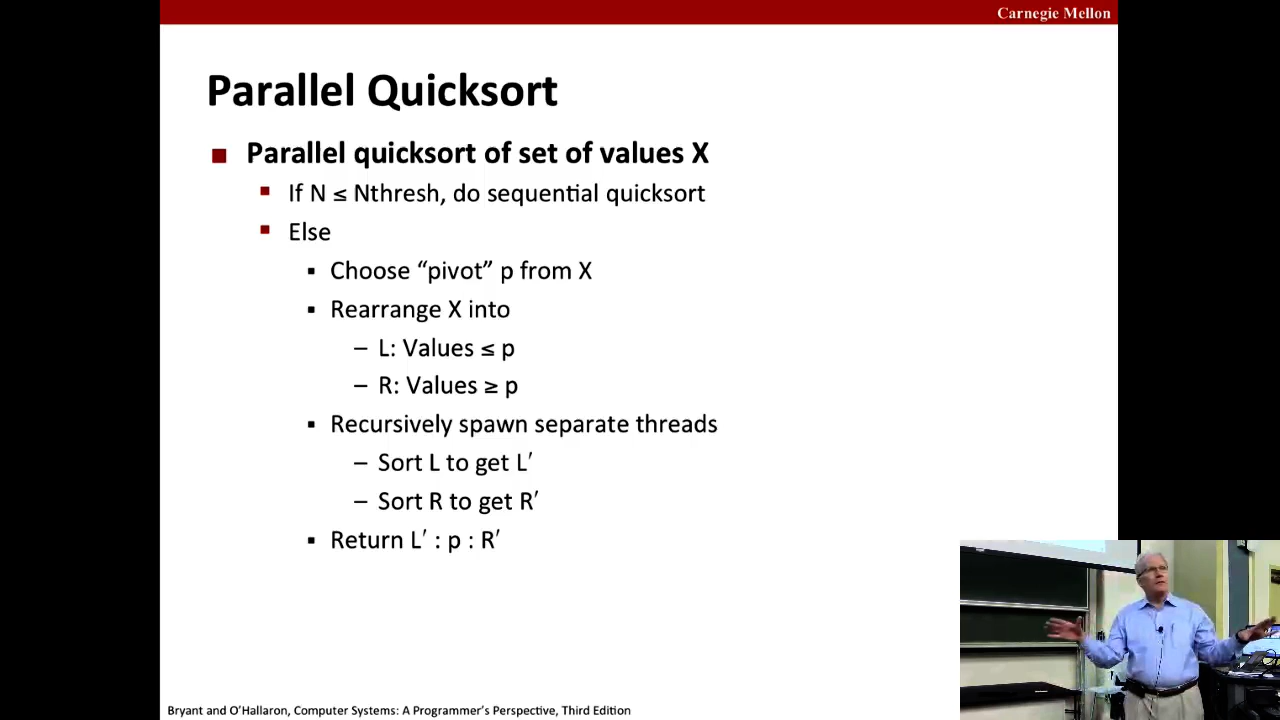 Carnegie Mellon
Parallel Quicksort
■ Parallel quicksort of set of values X
▪ If N ≤ Nthresh, do sequential quicksort
▪ Else
▪ Choose “pivot” p from X
▪ Rearrange X into
– L: Values ≤ p
– R: Values ≥ p
▪ Recursively spawn separate threads
– Sort L to get L′
– Sort R to get R′
▪ Return L′ : p : R′
Bryant and O’Hallaron, Computer Systems: A Programmer’s Perspective, Third Edition